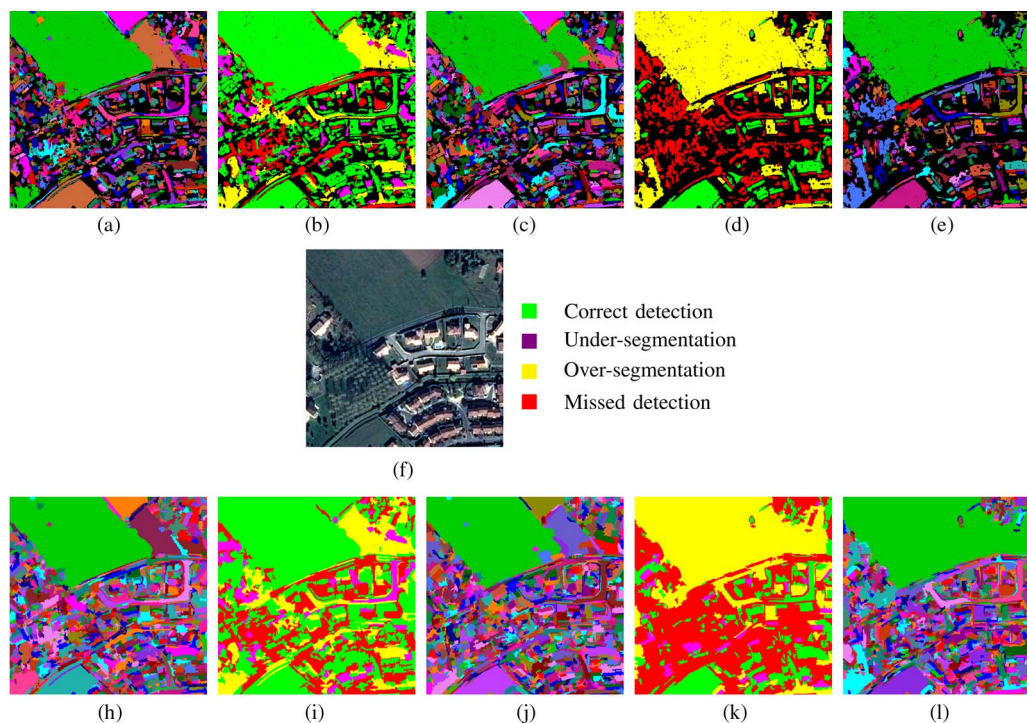 (a) (b) (c) (d) (e)
Correct detection
Under-segmentation
Over-segmentation
Missed detection
(f)
(h) (i) (j) (k) (l)